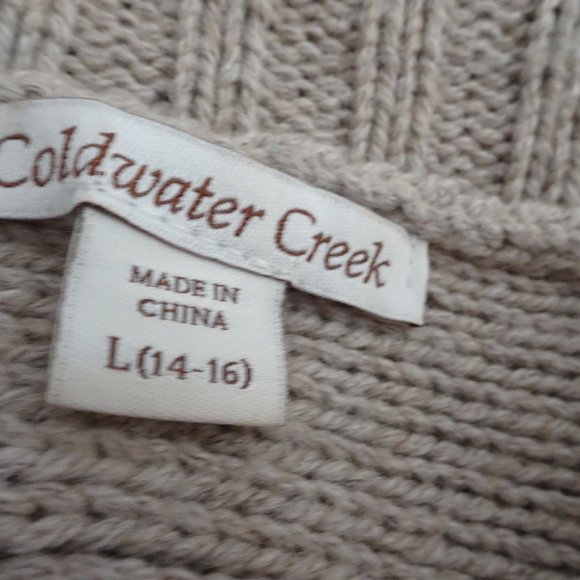 Coldwater Creek
MADE IN
CHINA
L (14-16)